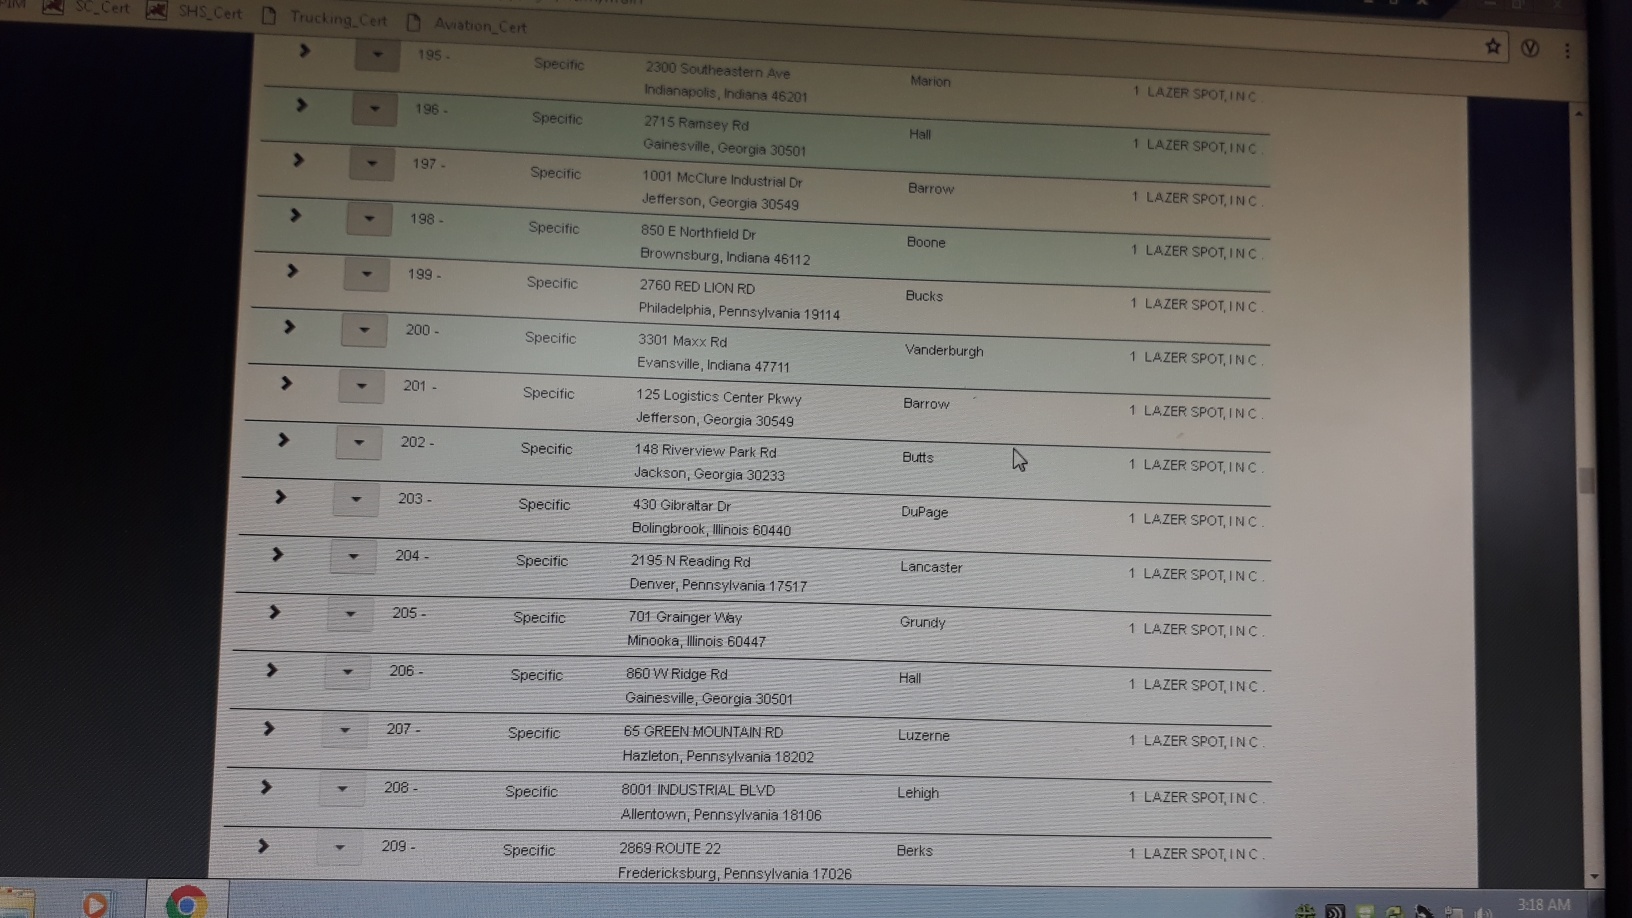 SC_Cert SHS_Cert Trucking_Cert Aviation_Cert
195 - Specific 2300 Southeastern Ave Marion 1 LAZER SPOT, INC.
Indianapolis, Indiana 46201
196 - Specific 2715 Ramsey Rd Hall 1 LAZER SPOT, INC.
Gainesville, Georgia 30501
197 - Specific 1001 McClure Industrial Dr Barrow 1 LAZER SPOT, INC.
Jefferson, Georgia 30549
198 - Specific 850 E Northfield Dr Boone 1 LAZER SPOT, INC.
Brownsburg, Indiana 46112
199 - Specific 2760 RED LION RD Bucks 1 LAZER SPOT, INC.
Philadelphia, Pennsylvania 19114
200 - Specific 3301 Maxx Rd Vanderburgh 1 LAZER SPOT, INC.
Evansville, Indiana 47711
201 - Specific 125 Logistics Center Pkwy Barrow 1 LAZER SPOT, INC.
Jefferson, Georgia 30549
202 - Specific 148 Riverview Park Rd Butts 1 LAZER SPOT, INC.
Jackson, Georgia 30233
203 - Specific 430 Gibraltar Dr DuPage 1 LAZER SPOT, INC.
Bolingbrook, Illinois 60440
204 - Specific 2195 N Reading Rd Lancaster 1 LAZER SPOT, INC.
Denver, Pennsylvania 17517
205 - Specific 701 Grainger Way Grundy 1 LAZER SPOT, INC.
Minooka, Illinois 60447
206 - Specific 860 W Ridge Rd Hall 1 LAZER SPOT, INC.
Gainesville, Georgia 30501
207 - Specific 65 GREEN MOUNTAIN RD Luzerne 1 LAZER SPOT, INC.
Hazleton, Pennsylvania 18202
208 - Specific 8001 INDUSTRIAL BLVD Lehigh 1 LAZER SPOT, INC.
Allentown, Pennsylvania 18106
209 - Specific 2869 ROUTE 22 Berks 1 LAZER SPOT, INC.
Fredericksburg, Pennsylvania 17026
3:18 AM